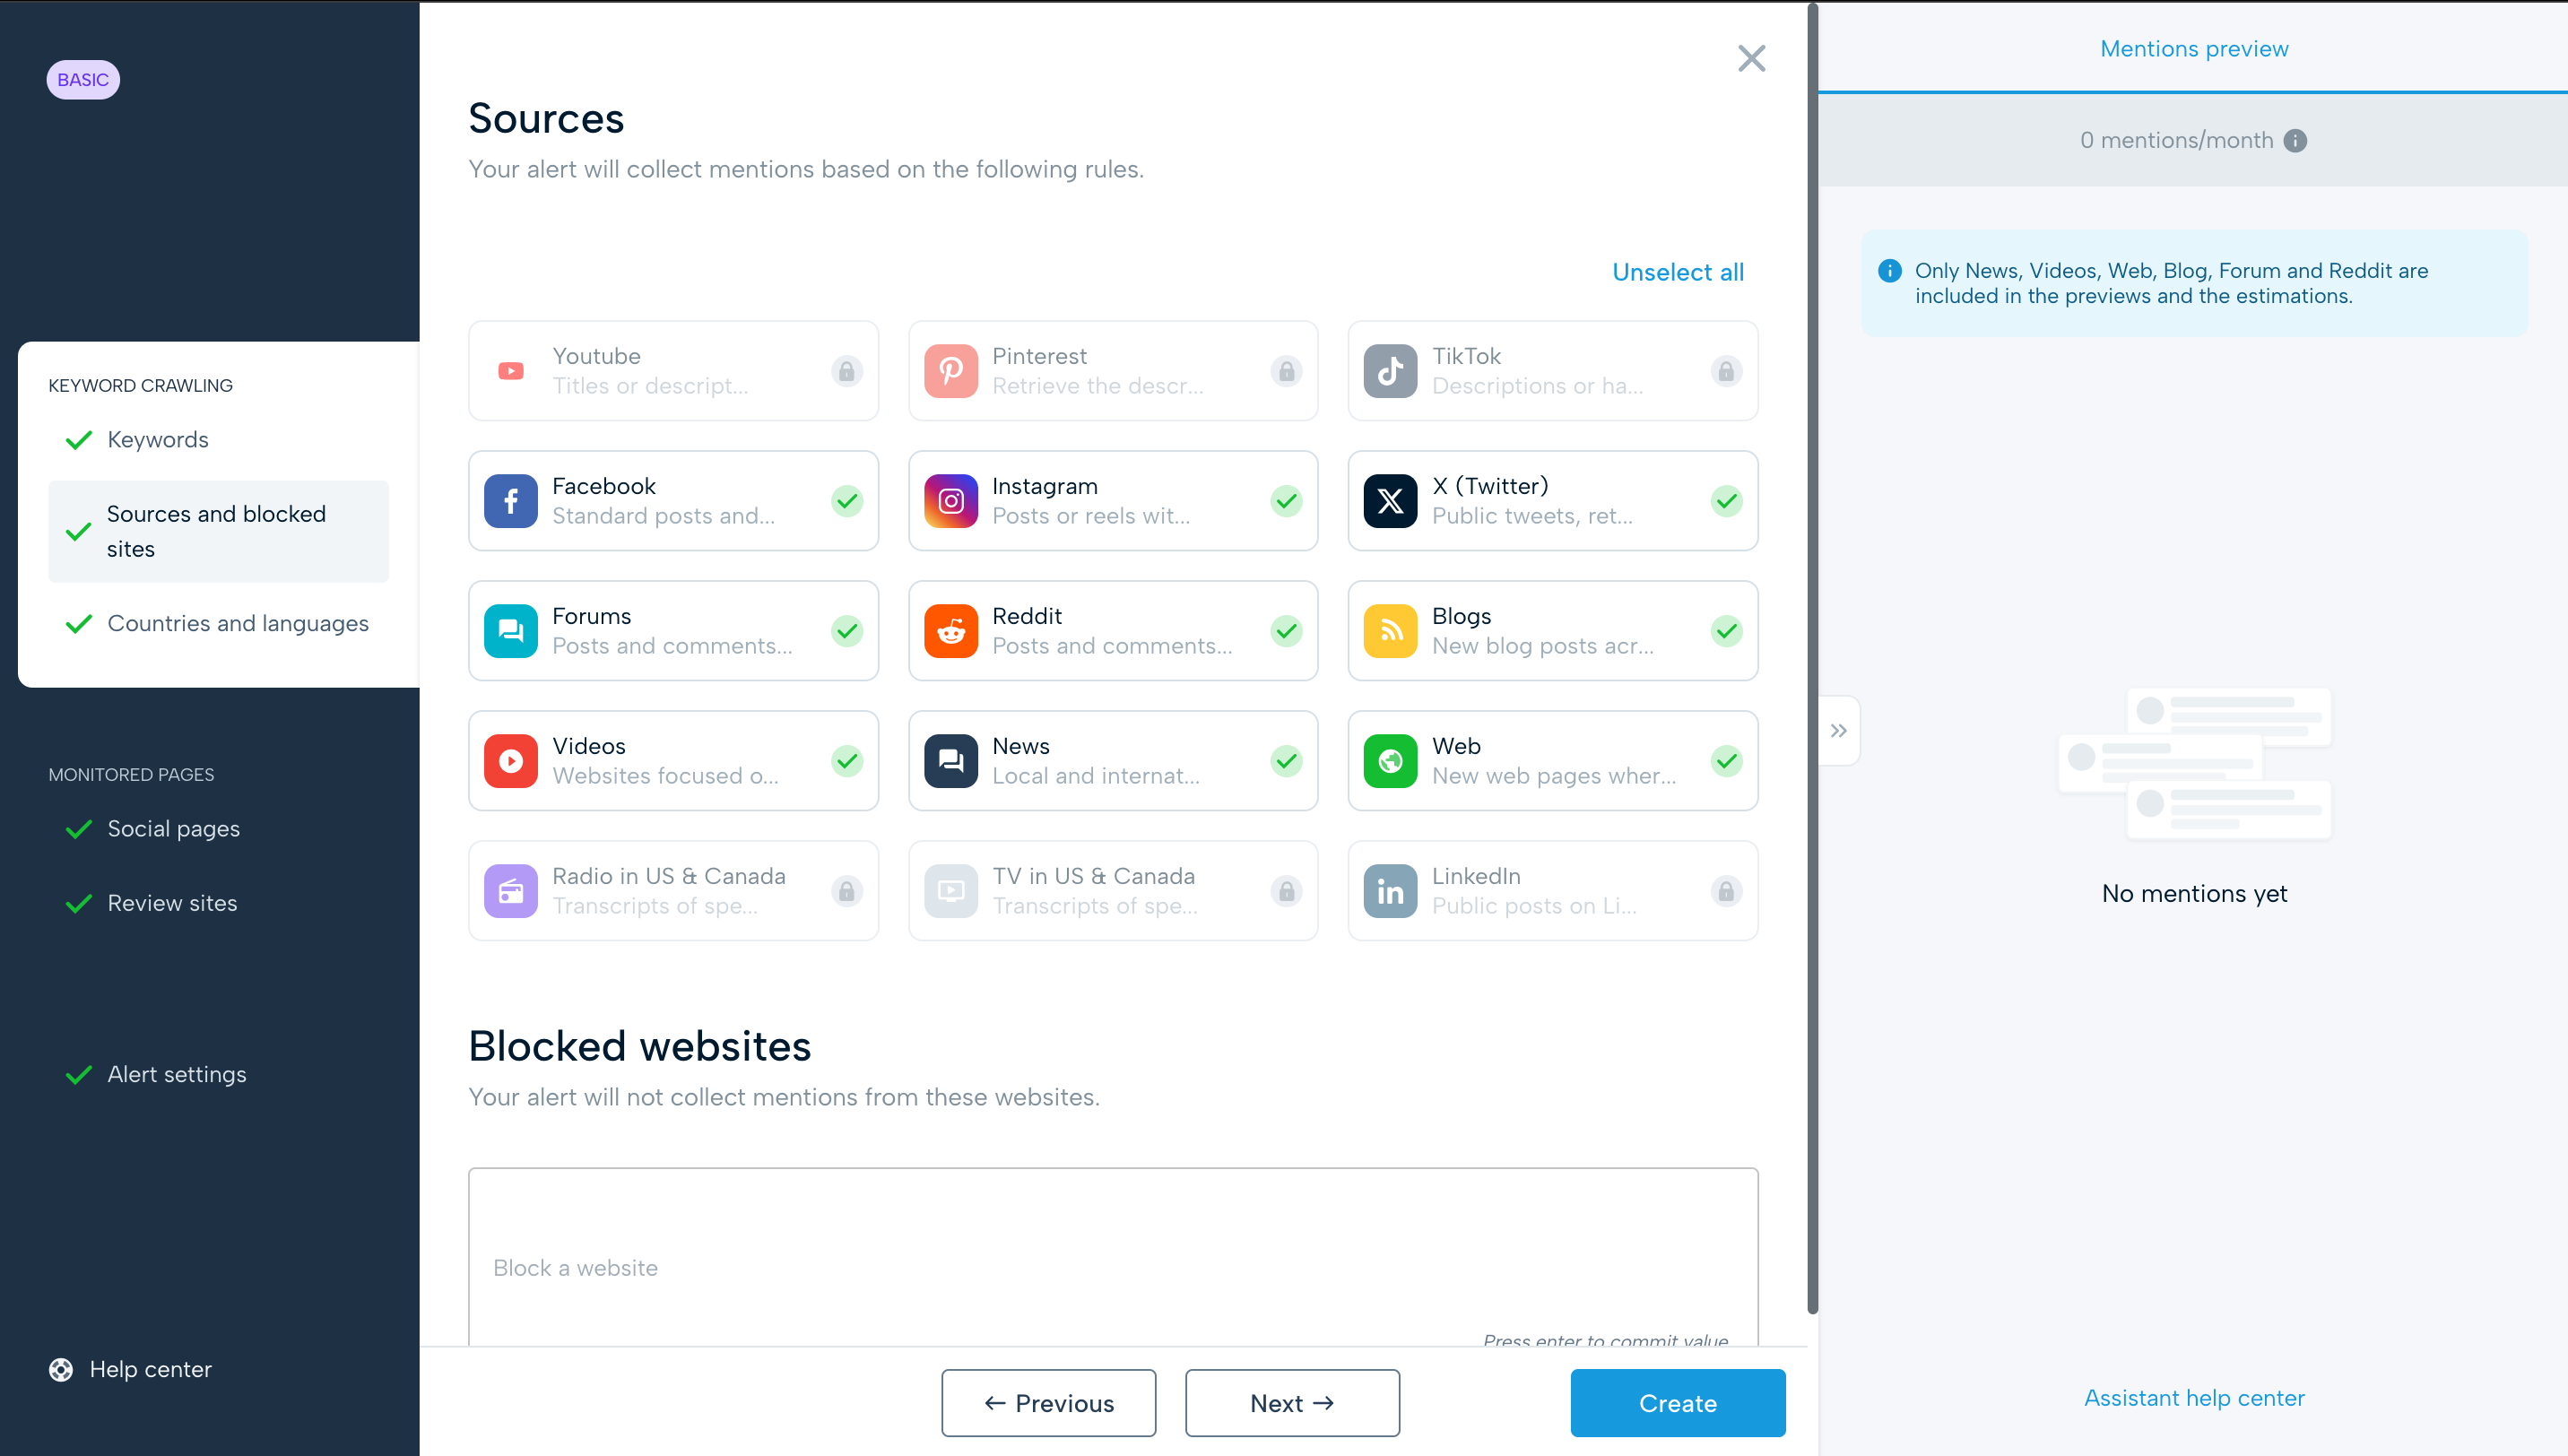 BASIC
KEYWORD CRAWLING
Keywords
Sources and blocked
sites
Countries and languages
MONITORED PAGES
Social pages
Review sites
Alert settings
Help center
Sources
Your alert will collect mentions based on the following rules.
Unselect all
Youtube
Titles or descript...
Pinterest
Retrieve the descr...
TikTok
Descriptions or ha...
Facebook
Standard posts and...
Instagram
Posts or reels wit...
X (Twitter)
Public tweets, ret...
Forums
Posts and comments...
Reddit
Posts and comments...
Blogs
New blog posts acr...
Videos
Websites focused o...
News
Local and internat...
Web
New web pages wher...
Radio in US & Canada
Transcripts of spe...
TV in US & Canada
Transcripts of spe...
LinkedIn
Public posts on Li...
Blocked websites
Your alert will not collect mentions from these websites.
Block a website
Press enter to commit value
← Previous
Next →
Create
Mentions preview
0 mentions/month
Only News, Videos, Web, Blog, Forum and Reddit are
included in the previews and the estimations.
No mentions yet
Assistant help center